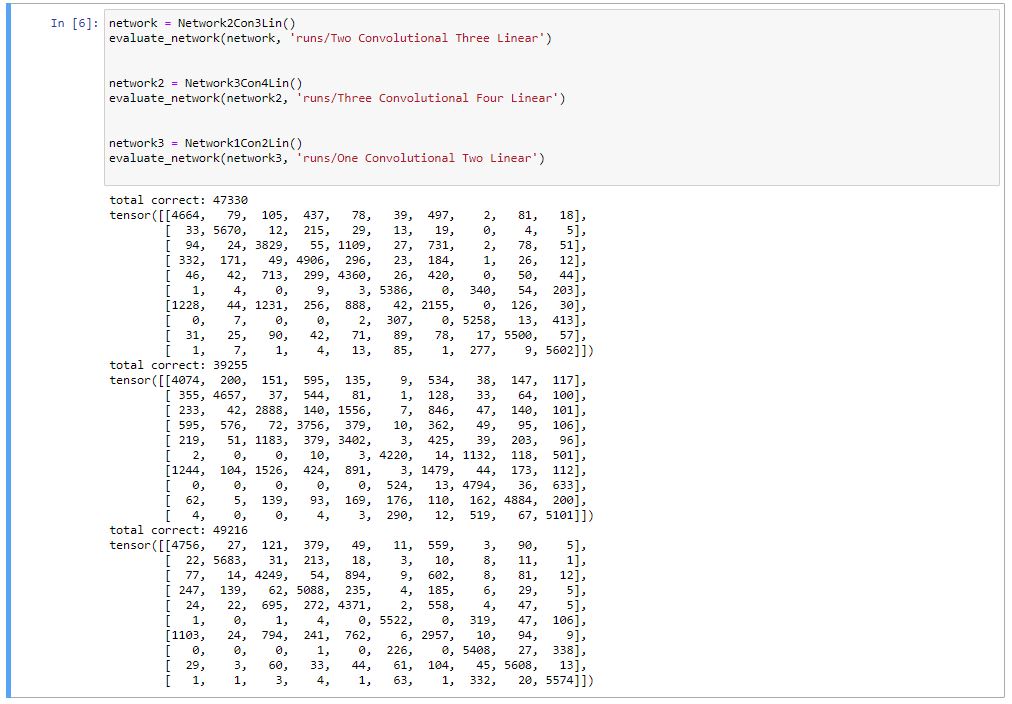 In [6]: network = Network2Con3Lin()
evaluate_network(network, 'runs/Two Convolutional Three Linear')
network2 = Network3Con4Lin()
evaluate_network(network2, 'runs/Three Convolutional Four Linear')
network3 = Network1Con2Lin()
evaluate_network(network3, 'runs/One Convolutional Two Linear')
total correct: 47330
tensor([[4664, 79, 105, 437, 78, 39, 497, 2, 81, 18],
[ 33, 5670, 12, 215, 29, 13, 19, 0, 4, 5],
[ 94, 24, 3829, 55, 1109, 27, 731, 2, 78, 51],
[ 332, 171, 49, 4906, 296, 23, 184, 1, 26, 12],
[ 46, 42, 713, 299, 4360, 26, 420, 0, 50, 44],
[ 1, 4, 0, 9, 3, 5386, 0, 340, 54, 203],
[1228, 44, 1231, 256, 888, 42, 2155, 0, 126, 30],
[ 0, 7, 0, 0, 2, 307, 0, 5258, 13, 413],
[ 31, 25, 90, 42, 71, 89, 78, 17, 5500, 57],
[ 1, 7, 1, 4, 13, 85, 1, 277, 9, 5602]])
total correct: 39255
tensor([[4074, 200, 151, 595, 135, 9, 534, 38, 147, 117],
[ 355, 4657, 37, 544, 81, 1, 128, 33, 64, 100],
[ 233, 42, 2888, 140, 1556, 7, 846, 47, 140, 101],
[ 595, 576, 72, 3756, 379, 10, 362, 49, 95, 106],
[ 219, 51, 1183, 379, 3402, 3, 425, 39, 203, 96],
[ 2, 0, 0, 10, 3, 4220, 14, 1132, 118, 501],
[1244, 104, 1526, 424, 891, 3, 1479, 44, 173, 112],
[ 0, 0, 0, 0, 0, 524, 13, 4794, 36, 633],
[ 62, 5, 139, 93, 169, 176, 110, 162, 4884, 200],
[ 4, 0, 0, 4, 3, 290, 12, 519, 67, 5101]])
total correct: 49216
tensor([[4756, 27, 121, 379, 49, 11, 559, 3, 90, 5],
[ 22, 5683, 31, 213, 18, 3, 10, 8, 11, 1],
[ 77, 14, 4249, 54, 894, 9, 602, 8, 81, 12],
[ 247, 139, 62, 5088, 235, 4, 185, 6, 29, 5],
[ 24, 22, 695, 272, 4371, 2, 558, 4, 47, 5],
[ 1, 0, 1, 4, 0, 5522, 0, 319, 47, 106],
[1103, 24, 794, 241, 762, 6, 2957, 10, 94, 9],
[ 0, 0, 0, 1, 0, 226, 0, 5408, 27, 338],
[ 29, 3, 60, 33, 44, 61, 104, 45, 5608, 13],
[ 1, 1, 3, 4, 1, 63, 1, 332, 20, 5574]])